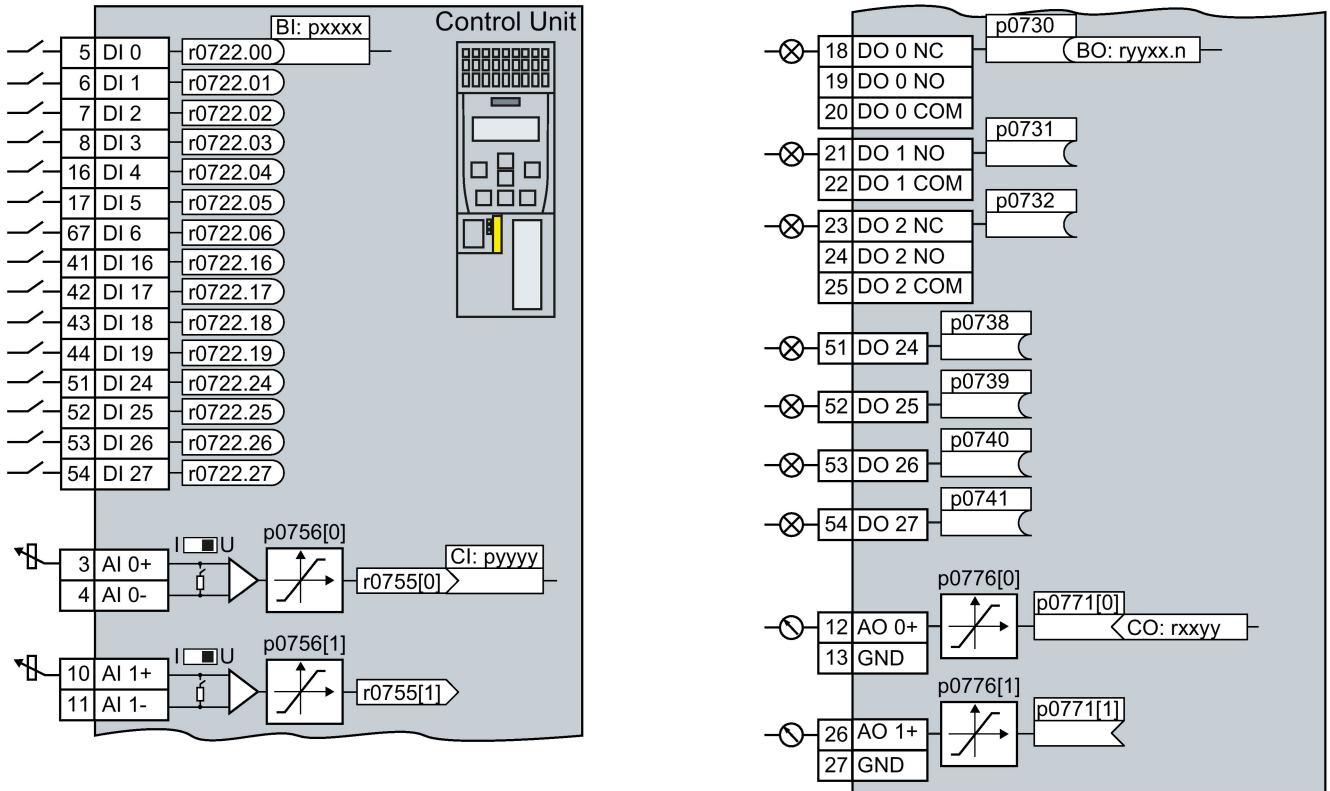 Control Unit
BI: pxxxx
5 DI 0 r0722.00
6 DI 1 r0722.01
7 DI 2 r0722.02
8 DI 3 r0722.03
16 DI 4 r0722.04
17 DI 5 r0722.05
67 DI 6 r0722.06
41 DI 16 r0722.16
42 DI 17 r0722.17
43 DI 18 r0722.18
44 DI 19 r0722.19
51 DI 24 r0722.24
52 DI 25 r0722.25
53 DI 26 r0722.26
54 DI 27 r0722.27
I U p0756[0]
3 AI 0+
4 AI 0-
r0755[0]
CI: pyyyy
I U p0756[1]
10 AI 1+
11 AI 1-
r0755[1]
p0730
18 DO 0 NC
BO: ryyxx.n
19 DO 0 NO
20 DO 0 COM
p0731
21 DO 1 NO
22 DO 1 COM
p0732
23 DO 2 NC
24 DO 2 NO
25 DO 2 COM
p0738
51 DO 24
p0739
52 DO 25
p0740
53 DO 26
p0741
54 DO 27
p0776[0]
p0771[0]
12 AO 0+
CO: rxxyy
13 GND
p0776[1]
p0771[1]
26 AO 1+
27 GND